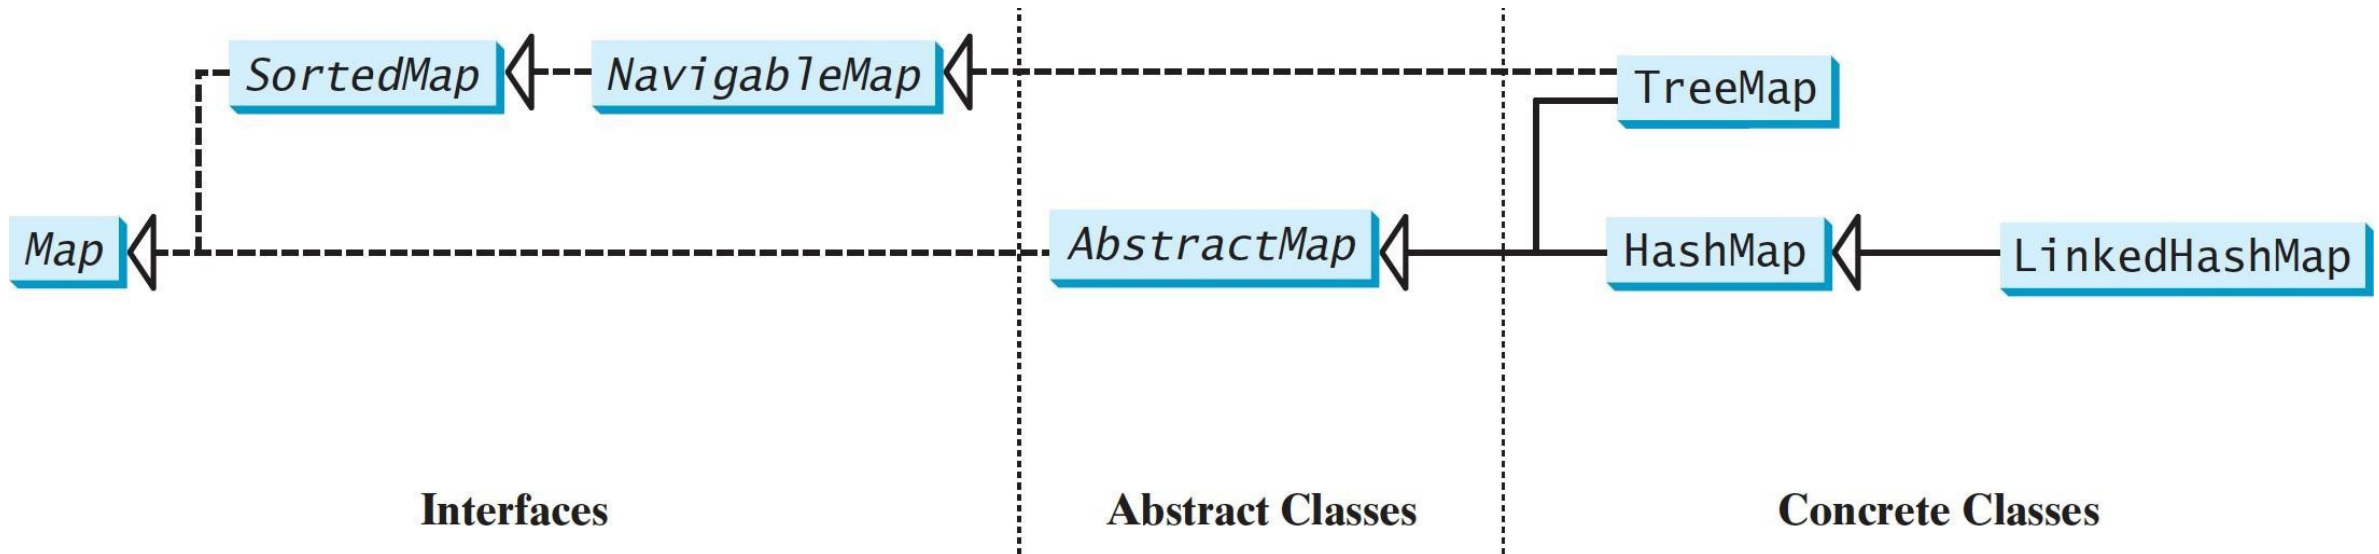 SortedMap
NavigableMap
TreeMap
Map
AbstractMap
HashMap
LinkedHashMap
Interfaces
Abstract Classes
Concrete Classes